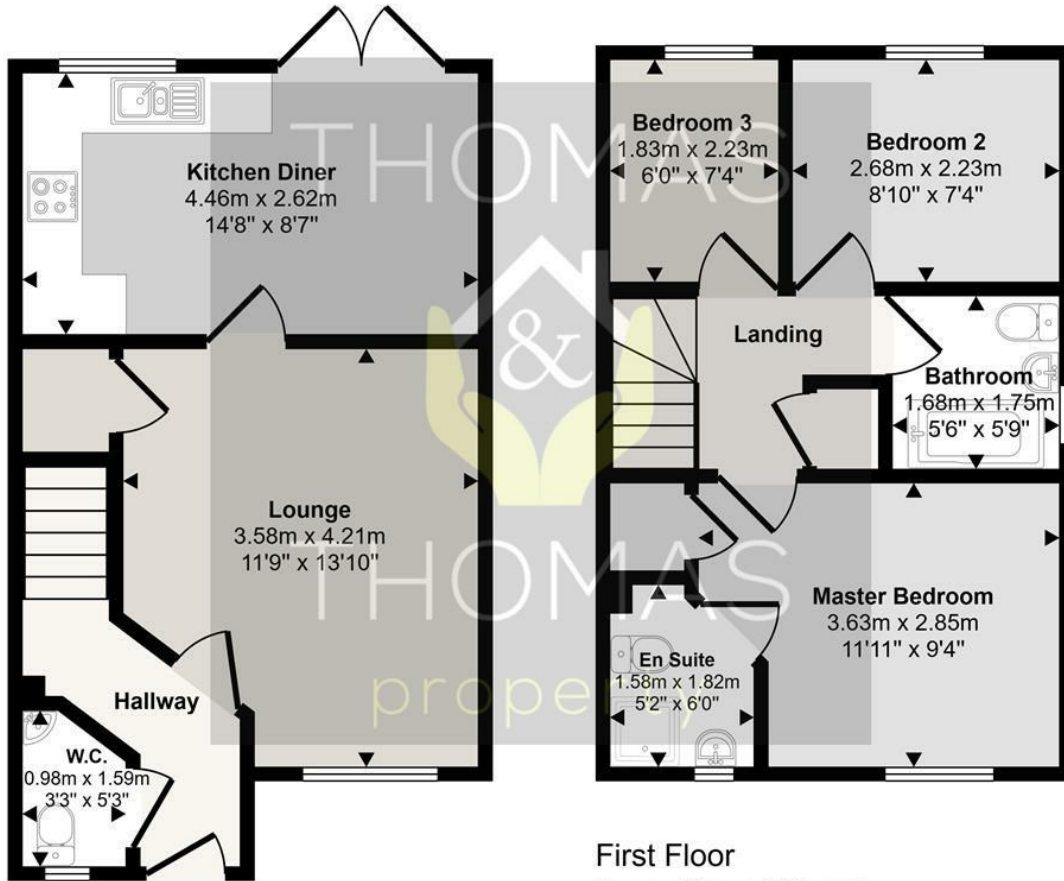 Kitchen Diner
4.46m x 2.62m
14'8" x 8'7"
Lounge
3.58m x 4.21m
11'9" x 13'10"
Hallway
W.C.
0.98m x 1.59m
3'3" x 5'3"
Bedroom 3
1.83m x 2.23m
6'0" x 7'4"
Bedroom 2
2.68m x 2.23m
8'10" x 7'4"
Landing
Bathroom
1.68m x 1.75m
5'6" x 5'9"
Master Bedroom
3.63m x 2.85m
11'11" x 9'4"
En Suite
1.58m x 1.82m
5'2" x 6'0"
First Floor
THOMAS
&
THOMAS
property